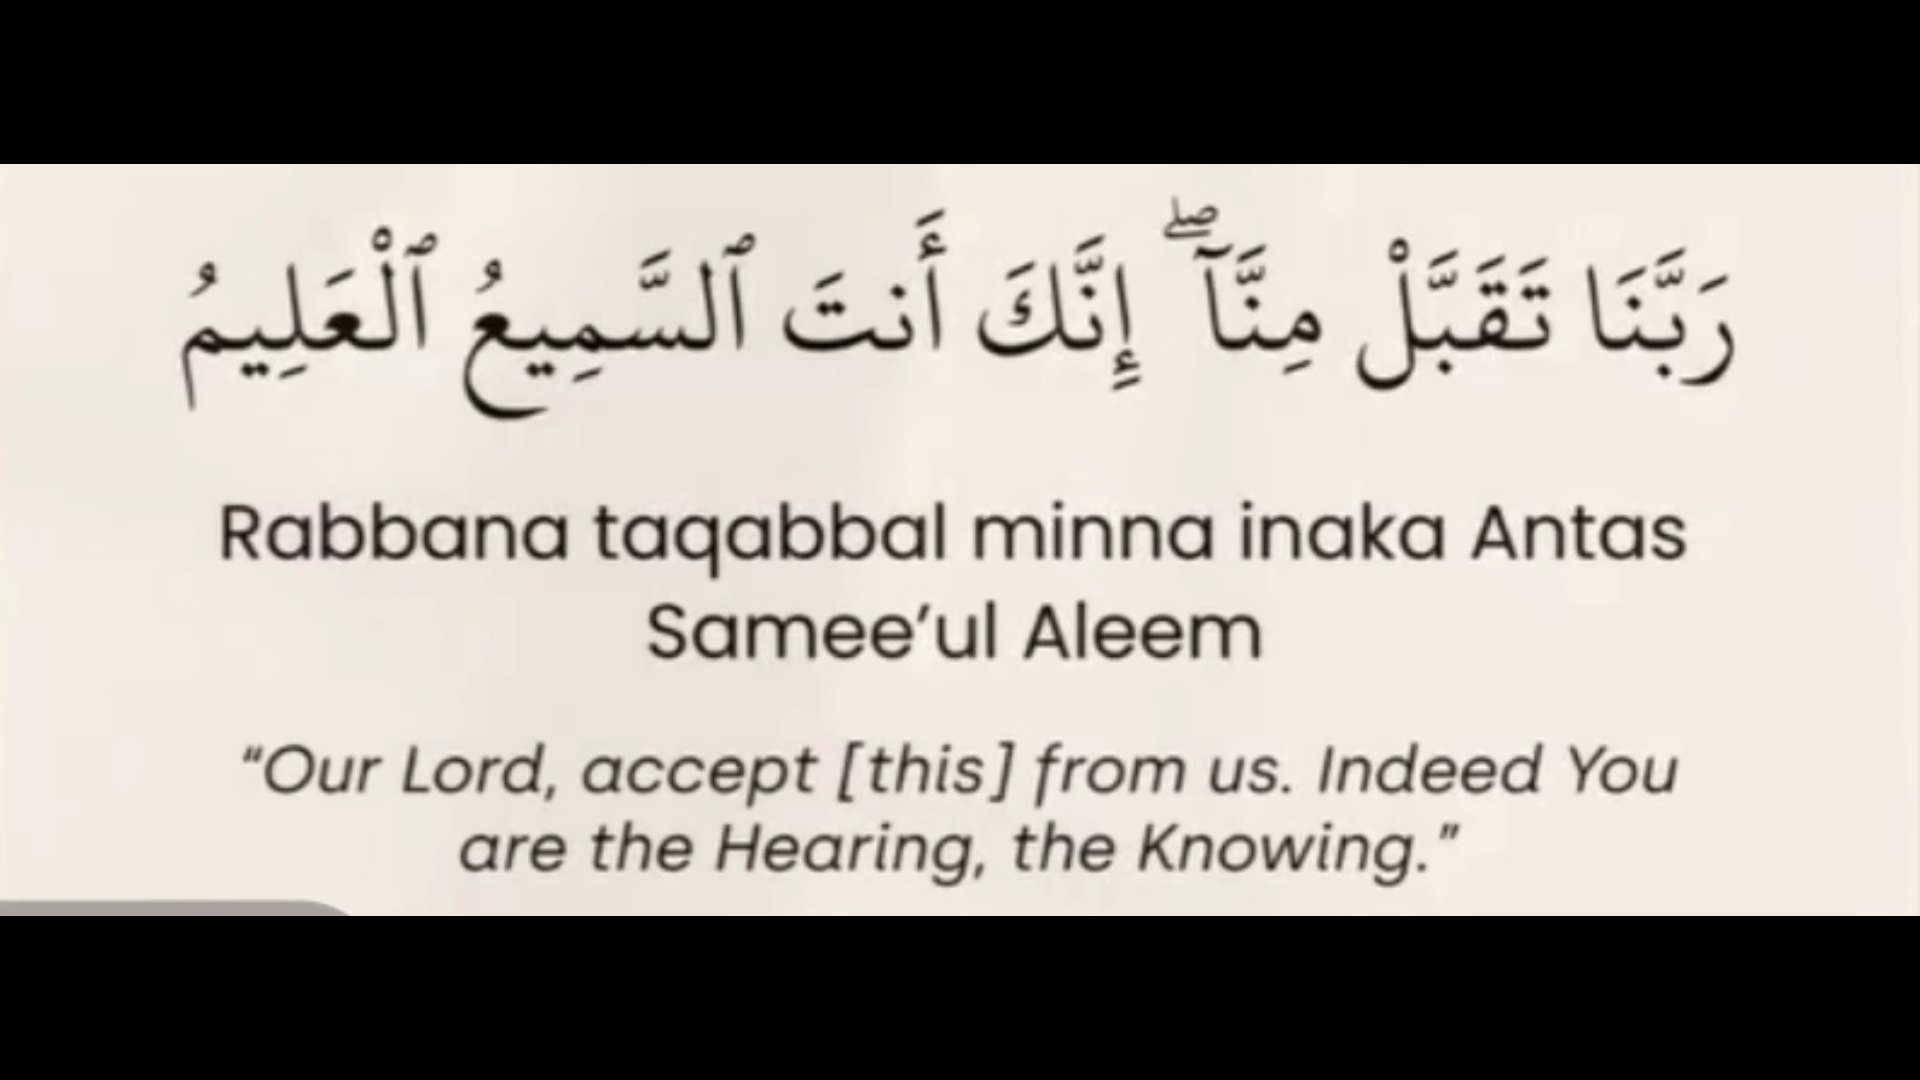 رَبَّنَا تَقَبَّلْ مِنَّآ ۖ إِنَّكَ أَنتَ ٱلسَّمِيعُ ٱلْعَلِيمُ
Rabbana taqabbal minna inaka Antas
Samee’ul Aleem
“Our Lord, accept [this] from us. Indeed You
are the Hearing, the Knowing.”